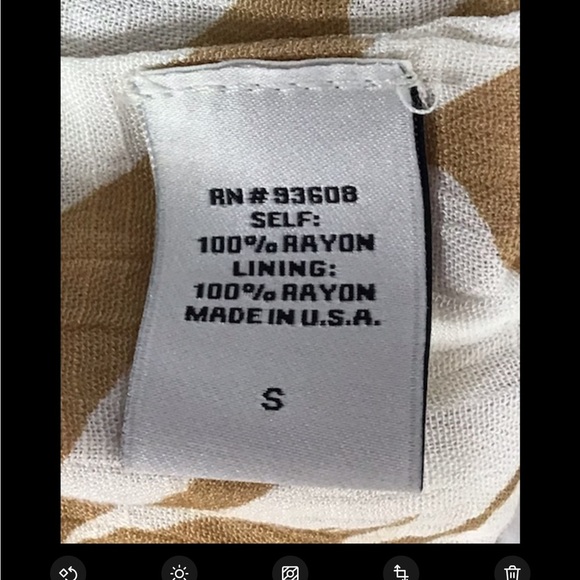 RN # 93608
SELF:
100% RAYON
LINING:
100% RAYON
MADE IN U.S.A.
S